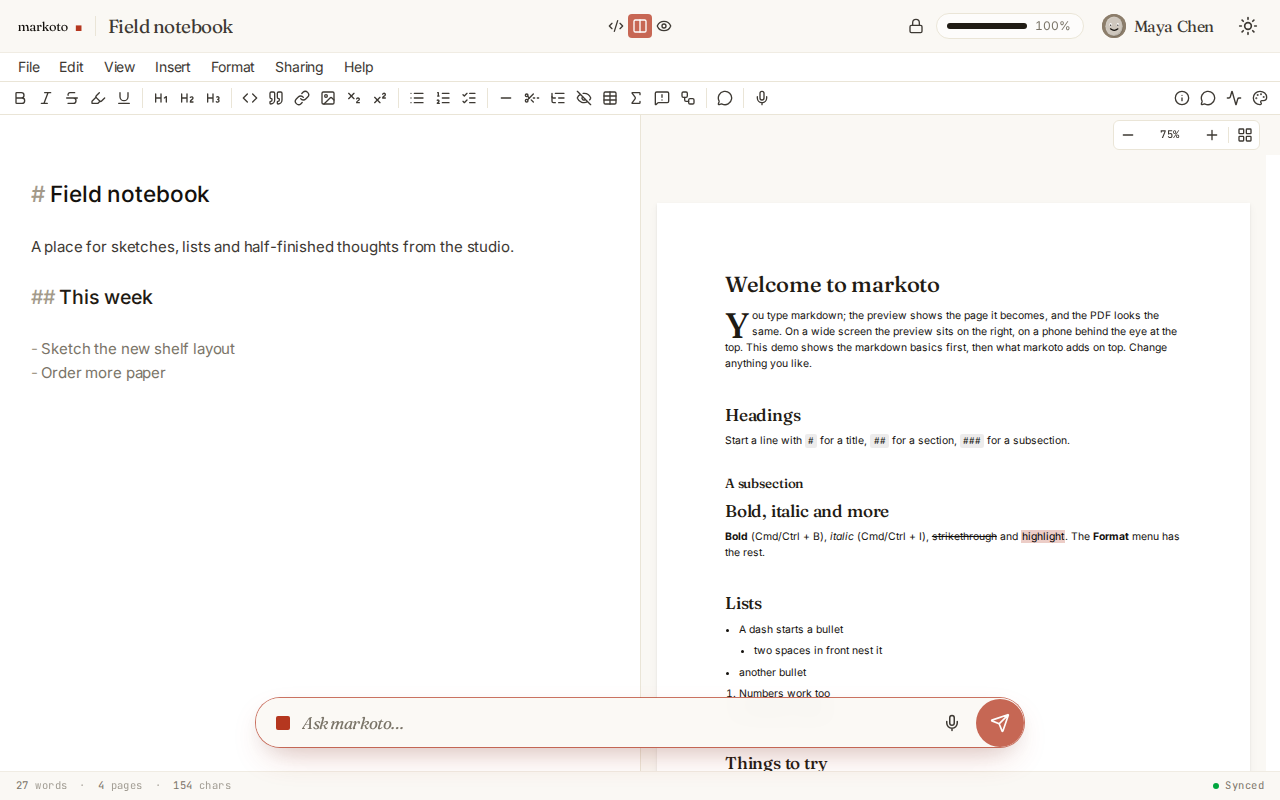 markoto
Field notebook
100%
Maya Chen
File Edit View Insert Format Sharing Help
H1 H2 H3
75%
# Field notebook
A place for sketches, lists and half-finished thoughts from the studio.
## This week
- Sketch the new shelf layout
- Order more paper
Welcome to markoto
You type markdown; the preview shows the page it becomes, and the PDF looks the
same. On a wide screen the preview sits on the right, on a phone behind the eye at the
top. This demo shows the markdown basics first, then what markoto adds on top. Change
anything you like.
Headings
Start a line with # for a title, ## for a section, ### for a subsection.
A subsection
Bold, italic and more
Bold (Cmd/Ctrl + B), italic (Cmd/Ctrl + I), strikethrough and highlight. The Format menu has
the rest.
Lists
• A dash starts a bullet
• two spaces in front nest it
• another bullet
1. Numbers work too
Ask markoto...
Things to try
27 words · 4 pages · 154 chars
Synced